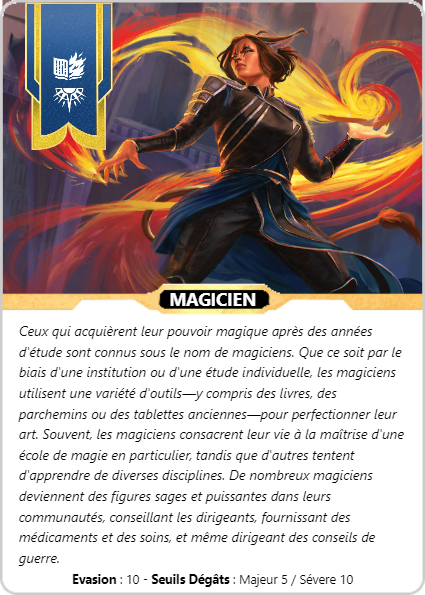 MAGICIEN
Ceux qui acquièrent leur pouvoir magique après des années
d'étude sont connus sous le nom de magiciens. Que ce soit par le
biais d'une institution ou d'une étude individuelle, les magiciens
utilisent une variété d'outils—y compris des livres, des
parchemins ou des tablettes anciennes—pour perfectionner leur
art. Souvent, les magiciens consacrent leur vie à la maîtrise d'une
école de magie en particulier, tandis que d'autres tentent
d'apprendre de diverses disciplines. De nombreux magiciens
deviennent des figures sages et puissantes dans leurs
communautés, conseillant les dirigeants, fournissant des
médicaments et des soins, et même dirigeant des conseils de
guerre.
Evasion : 10 - Seuils Dégâts : Majeur 5 / Sévere 10